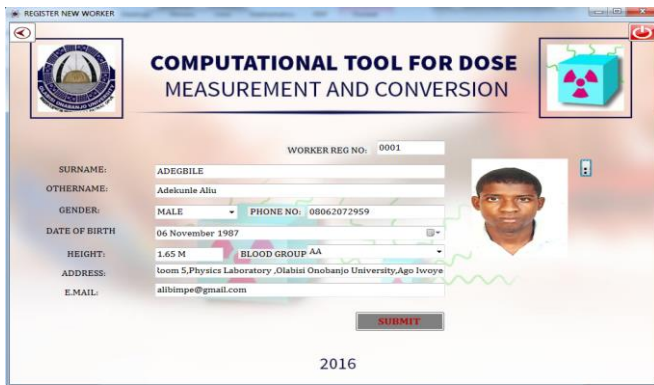 REGISTER NEW WORKER
COMPUTATIONAL TOOL FOR DOSE
MEASUREMENT AND CONVERSION
WORKER REG NO: 0001
SURNAME: ADEGBILE
OTHERNAME: Adekunle Aliu
GENDER: MALE PHONE NO: 08062072959
DATE OF BIRTH 06 November 1987
HEIGHT: 1.65 M BLOOD GROUP AA
ADDRESS: loom 5,Physics Laboratory ,Olabisi Onobanjo University,Ago Iwoye
E.MAIL: alibimpe@gmail.com
SUBMIT
2016